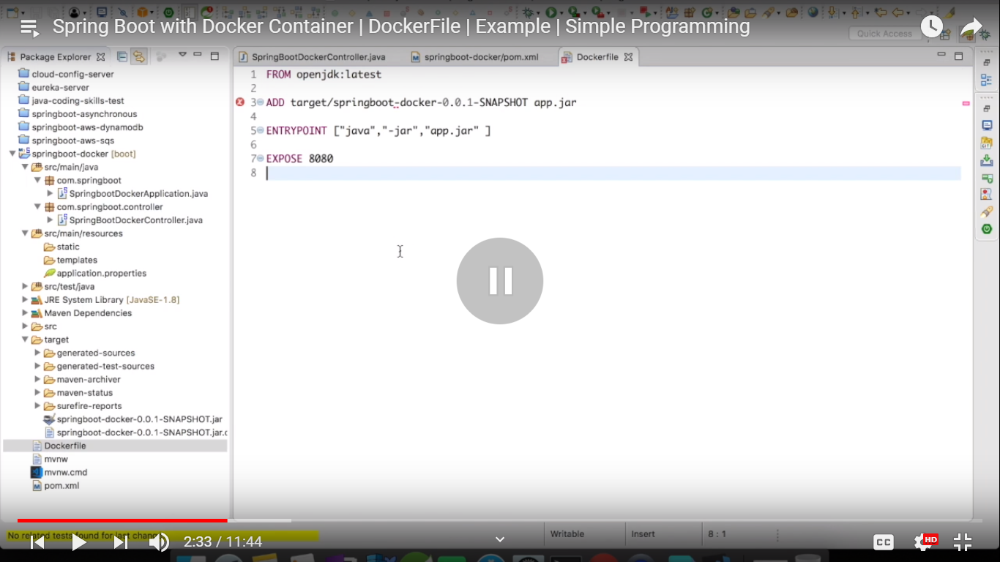 Spring Boot with Docker Container | DockerFile | Example | Simple Programming
Quick Access
Package Explorer
SpringBootDockerController.java
springboot-docker/pom.xml
Dockerfile
cloud-config-server
eureka-server
java-coding-skills-test
springboot-asynchronous
springboot-aws-dynamodb
springboot-aws-sqs
springboot-docker [boot]
src/main/java
com.springboot
SpringbootDockerApplication.java
com.springboot.controller
SpringBootDockerController.java
src/main/resources
static
templates
application.properties
src/test/java
JRE System Library [JavaSE-1.8]
Maven Dependencies
src
target
generated-sources
generated-test-sources
maven-archiver
maven-status
surefire-reports
springboot-docker-0.0.1-SNAPSHOT.jar
springboot-docker-0.0.1-SNAPSHOT.jar.o
Dockerfile
mvnw
mvnw.cmd
pom.xml
1 FROM openjdk:latest
2
3 ADD target/springboot-docker-0.0.1-SNAPSHOT app.jar
4
5 ENTRYPOINT ["java","-jar","app.jar" ]
6
7 EXPOSE 8080
8
No related tests found for last change.
Writable
Insert
8 : 1
2:33 / 11:44
CC
HD